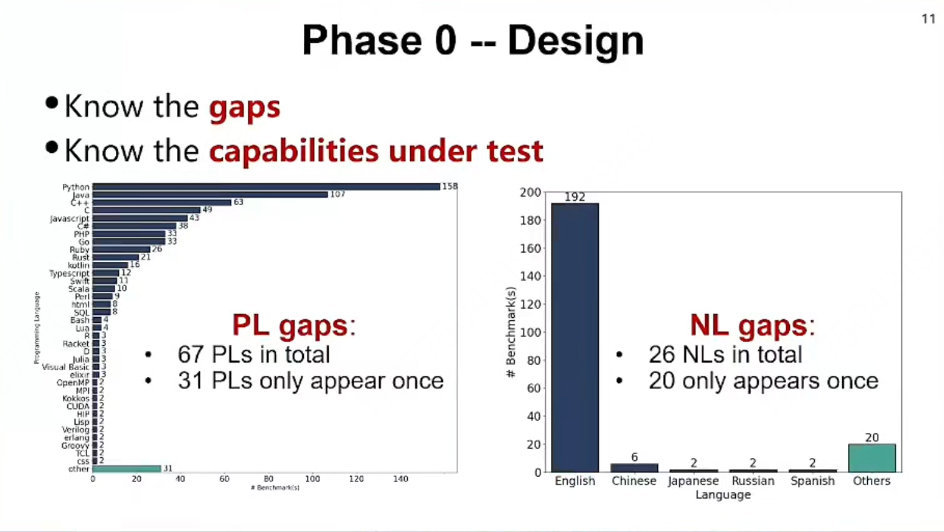 11
Phase 0 -- Design
•Know the gaps
•Know the capabilities under test
Programming Language
Python 158
Java 107
C++ 63
C 49
Javascript 43
C# 38
PHP 33
Go 33
Ruby 26
Rust 21
kotlin 16
Typescript 12
Swift 11
Scala 10
Perl 9
html 8
SQL 8
Bash 4
Lua 4
R 3
Racket 3
D 3
Julia 3
Visual Basic 3
elixir 3
OpenMP 2
MPI 2
Kokkos 2
CUDA 2
HIP 2
Lisp 2
Verilog 2
erlang 2
Groovy 2
TCL 2
css 2
other 31
0 20 40 60 80 100 120 140
# Benchmark(s)
PL gaps:
• 67 PLs in total
• 31 PLs only appear once
# Benchmark(s)
200
180
160
140
120
100
80
60
40
20
0
192
6
2
2
2
20
NL gaps:
• 26 NLs in total
• 20 only appears once
English Chinese Japanese Russian Spanish Others
Language